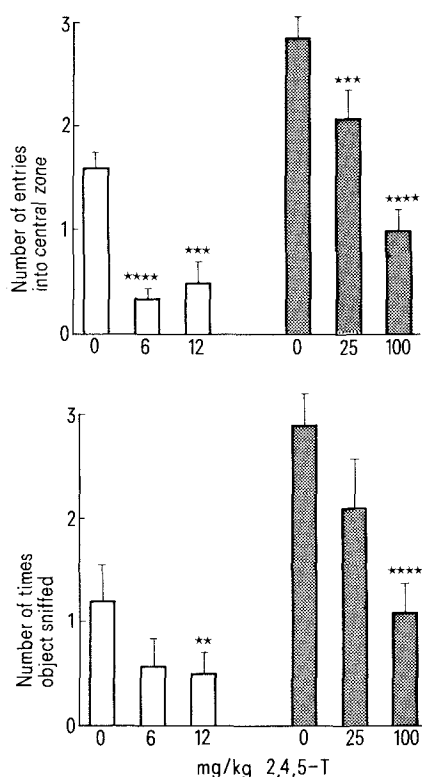 Number of entries
into central zone
3
2
1
0
★★★★
★★★
★★★
★★★★
0 6 12 0 25 100
Number of times
object sniffed
3
2
1
0
★★
★★★★
0 6 12 0 25 100
mg/kg 2,4,5-T